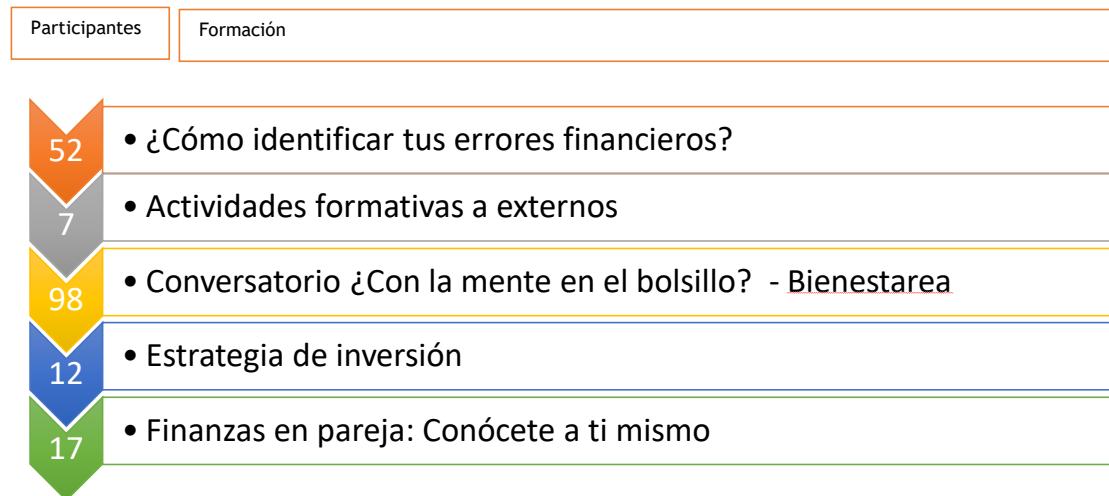 Participantes
Formación
52
• ¿Cómo identificar tus errores financieros?
7
• Actividades formativas a externos
98
• Conversatorio ¿Con la mente en el bolsillo?  - Bienestarea
12
• Estrategia de inversión
17
• Finanzas en pareja: Conócete a ti mismo